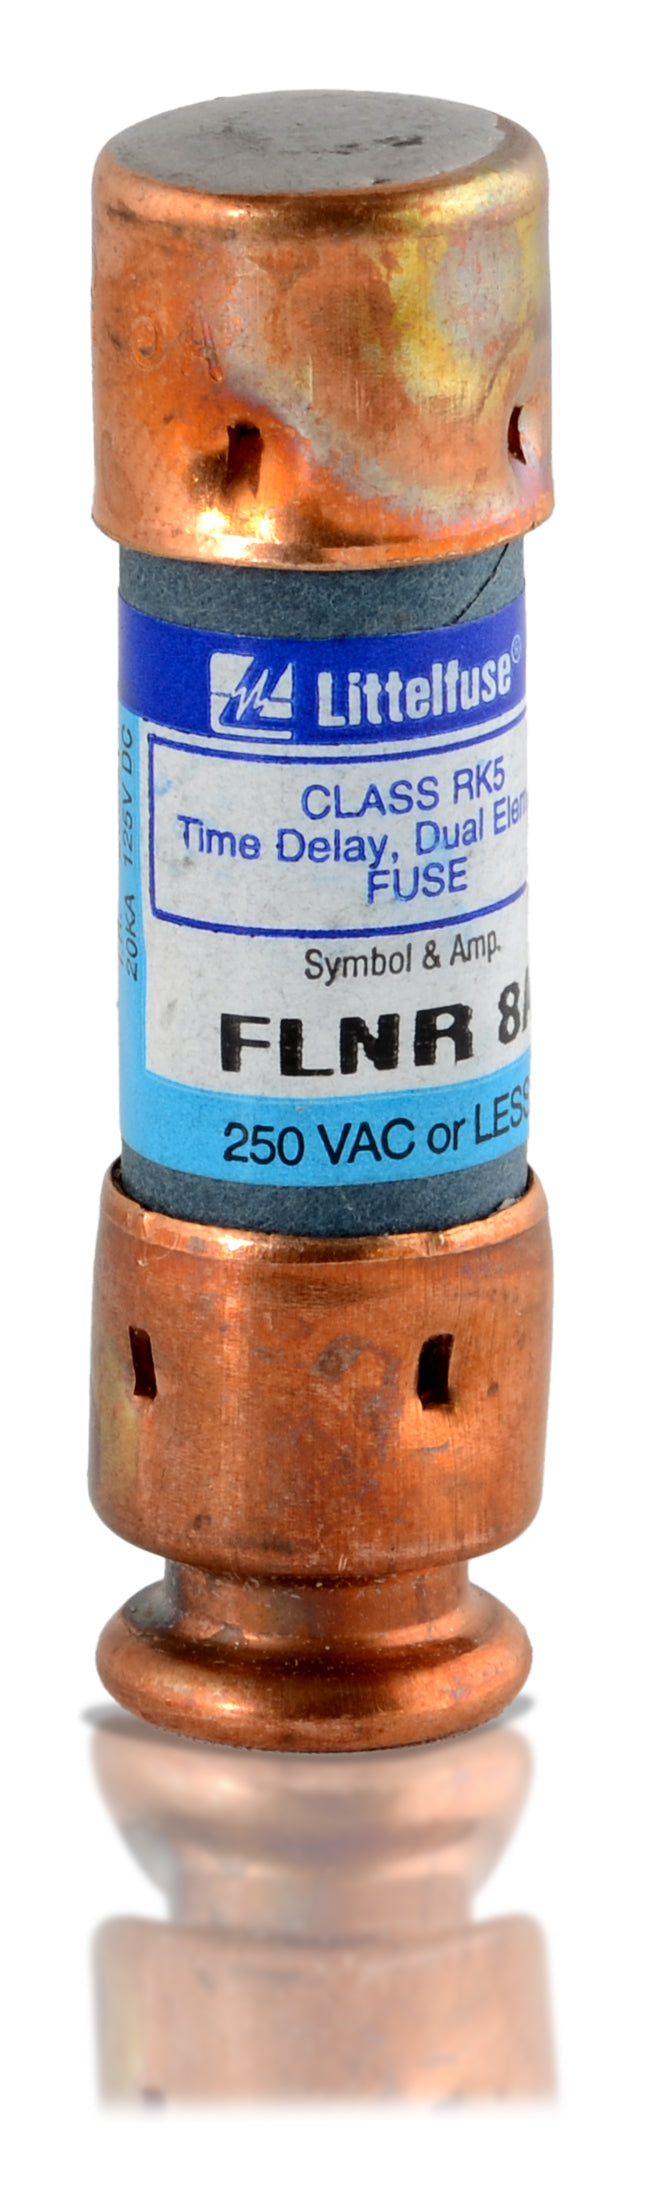 Littelfuse®
CLASS RK5
Time Delay, Dual Elem
FUSE
Symbol & Amp.
FLNR 8A
250 VAC or LESS
125V DC
20KA